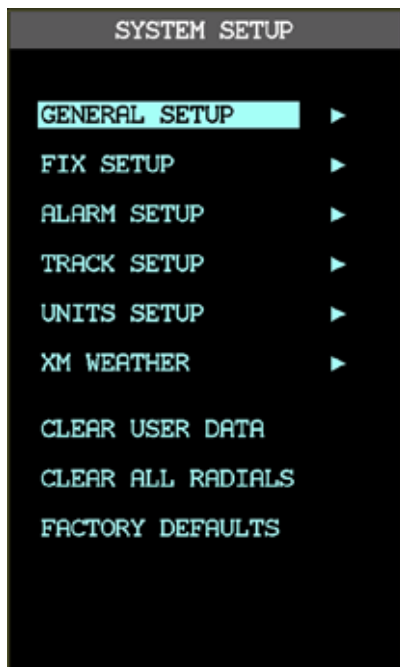 SYSTEM SETUP
GENERAL SETUP ►
FIX SETUP ►
ALARM SETUP ►
TRACK SETUP ►
UNITS SETUP ►
XM WEATHER ►
CLEAR USER DATA
CLEAR ALL RADIALS
FACTORY DEFAULTS